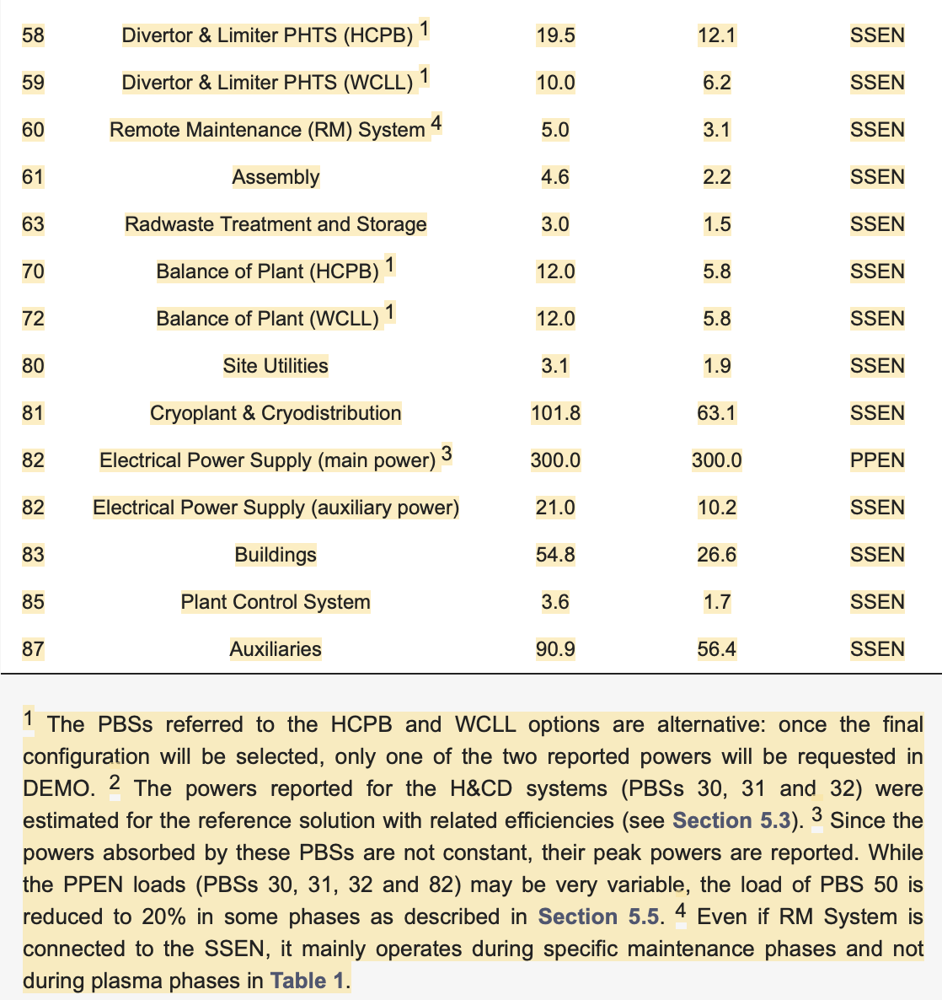 58 Divertor & Limiter PHTS (HCPB) 1 19.5 12.1 SSEN
59 Divertor & Limiter PHTS (WCLL) 1 10.0 6.2 SSEN
60 Remote Maintenance (RM) System 4 5.0 3.1 SSEN
61 Assembly 4.6 2.2 SSEN
63 Radwaste Treatment and Storage 3.0 1.5 SSEN
70 Balance of Plant (HCPB) 1 12.0 5.8 SSEN
72 Balance of Plant (WCLL) 1 12.0 5.8 SSEN
80 Site Utilities 3.1 1.9 SSEN
81 Cryoplant & Cryodistribution 101.8 63.1 SSEN
82 Electrical Power Supply (main power) 3 300.0 300.0 PPEN
82 Electrical Power Supply (auxiliary power) 21.0 10.2 SSEN
83 Buildings 54.8 26.6 SSEN
85 Plant Control System 3.6 1.7 SSEN
87 Auxiliaries 90.9 56.4 SSEN
1 The PBSs referred to the HCPB and WCLL options are alternative: once the final
configuration will be selected, only one of the two reported powers will be requested in
DEMO. 2 The powers reported for the H&CD systems (PBSs 30, 31 and 32) were
estimated for the reference solution with related efficiencies (see Section 5.3). 3 Since the
powers absorbed by these PBSs are not constant, their peak powers are reported. While
the PPEN loads (PBSs 30, 31, 32 and 82) may be very variable, the load of PBS 50 is
reduced to 20% in some phases as described in Section 5.5. 4 Even if RM System is
connected to the SSEN, it mainly operates during specific maintenance phases and not
during plasma phases in Table 1.